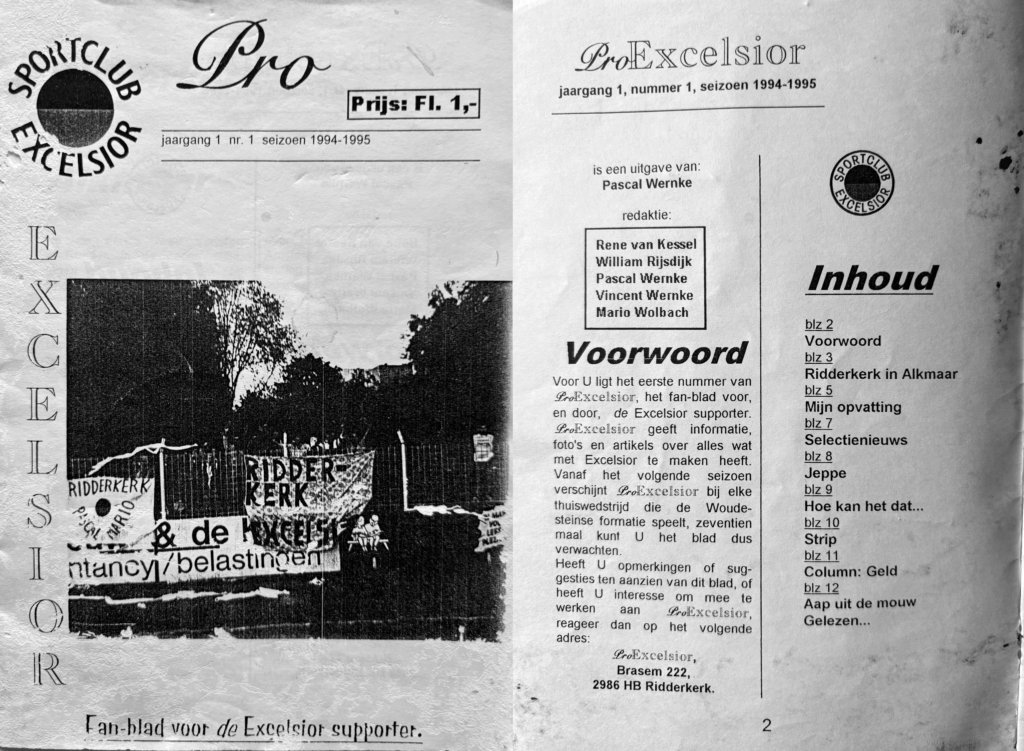 SPORTCLUB
EXCELSIOR
Pro
Prijs: Fl. 1,-
jaargang 1 nr. 1 seizoen 1994-1995
EXCELSIOR
RIDDERKERK
PASCAL MARIO
RIDDER-
KERK
EXCELSI
& de
ntancy/belastingen
Fan-blad voor de Excelsior supporter.
ProExcelsior
jaargang 1, nummer 1, seizoen 1994-1995
is een uitgave van:
Pascal Wernke
redaktie:
Rene van Kessel
William Rijsdijk
Pascal Wernke
Vincent Wernke
Mario Wolbach
Voorwoord
Voor U ligt het eerste nummer van
ProExcelsior, het fan-blad voor,
en door, de Excelsior supporter.
ProExcelsior geeft informatie,
foto's en artikels over alles wat
met Excelsior te maken heeft.
Vanaf het volgende seizoen
verschijnt ProExcelsior bij elke
thuiswedstrijd die de Woude-
steinse formatie speelt, zeventien
maal kunt U het blad dus
verwachten.
Heeft U opmerkingen of sug-
gesties ten aanzien van dit blad, of
heeft U interesse om mee te
werken aan ProExcelsior,
reageer dan op het volgende
adres:
ProExcelsior,
Brasem 222,
2986 HB Ridderkerk.
SPORTCLUB
EXCELSIOR
Inhoud
blz 2
Voorwoord
blz 3
Ridderkerk in Alkmaar
blz 5
Mijn opvatting
blz 7
Selectienieuws
blz 8
Jeppe
blz 9
Hoe kan het dat...
blz 10
Strip
blz 11
Column: Geld
blz 12
Aap uit de mouw
Gelezen...
2